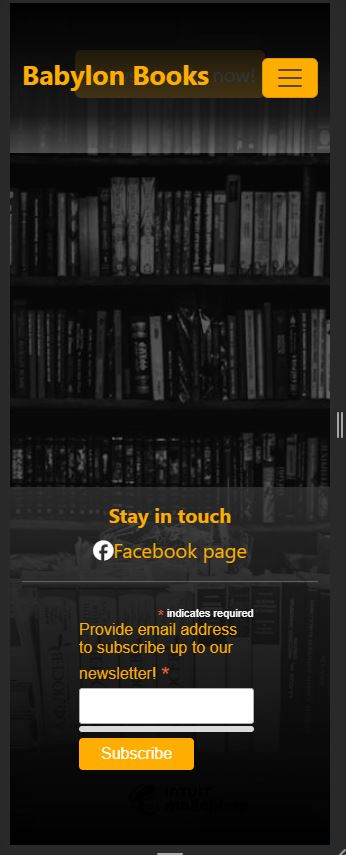 Babylon Books
now!
Stay in touch
Facebook page
* indicates required
Provide email address
to subscribe up to our
newsletter! *
Subscribe
INTUIT
mailchimp